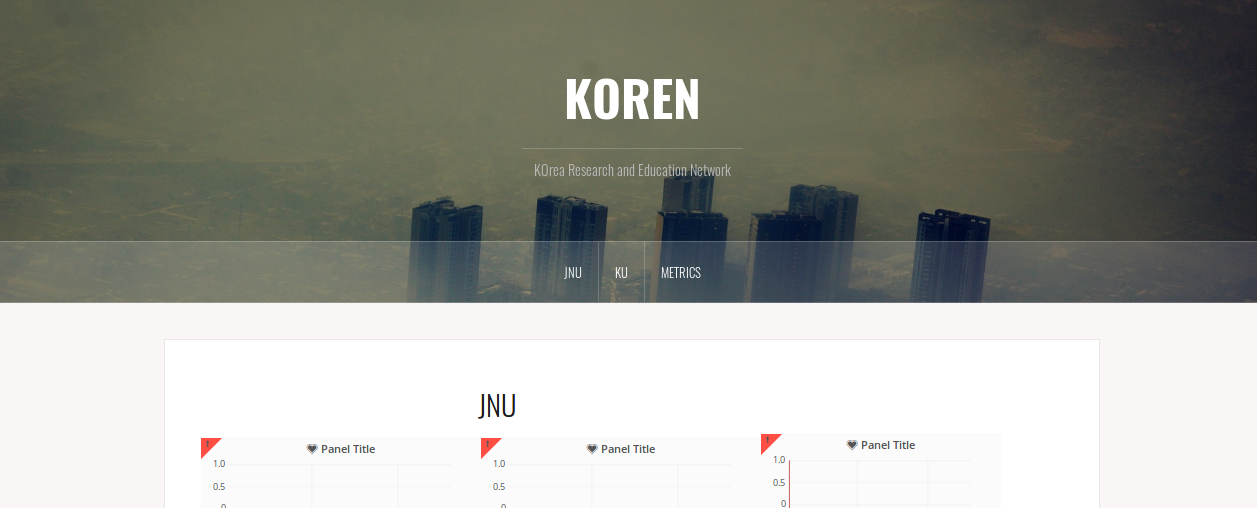 KOREN
KOrea Research and Education Network
JNU KU METRICS
JNU
! Panel Title ! Panel Title ! Panel Title
1.0 1.0 1.0
0.5 0.5 0.5
0 0 0